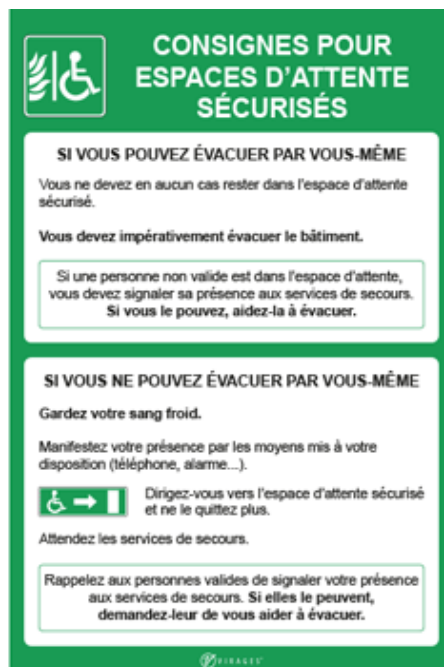 CONSIGNES POUR
ESPACES D'ATTENTE
SÉCURISÉS
SI VOUS POUVEZ ÉVACUER PAR VOUS-MÊME
Vous ne devez en aucun cas rester dans l'espace d'attente
sécurisé.
Vous devez impérativement évacuer le bâtiment.
Si une personne non valide est dans l'espace d'attente,
vous devez signaler sa présence aux services de secours.
Si vous le pouvez, aidez-la à évacuer.
SI VOUS NE POUVEZ ÉVACUER PAR VOUS-MÊME
Gardez votre sang froid.
Manifestez votre présence par les moyens mis à votre
disposition (téléphone, alarme...).
Dirigez-vous vers l'espace d'attente sécurisé
et ne le quittez plus.
Attendez les services de secours.
Rappelez aux personnes valides de signaler votre présence
aux services de secours. Si elles le peuvent,
demandez-leur de vous aider à évacuer.
VIRAGES